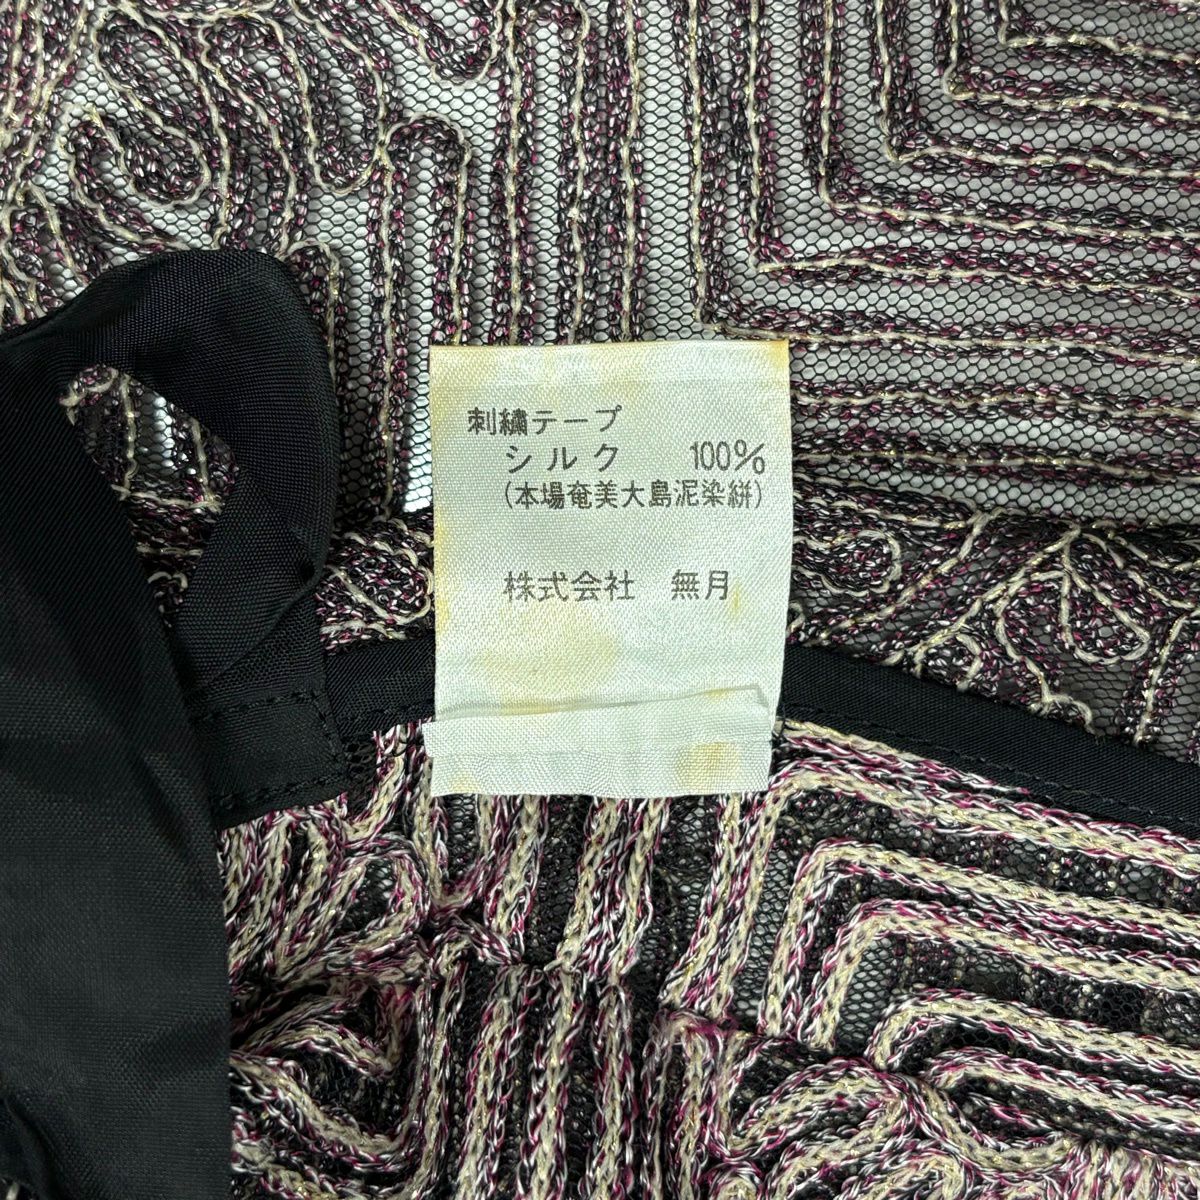 刺繍テープ
シルク 100%
(本場奄美大島泥染絣)
株式会社 無月